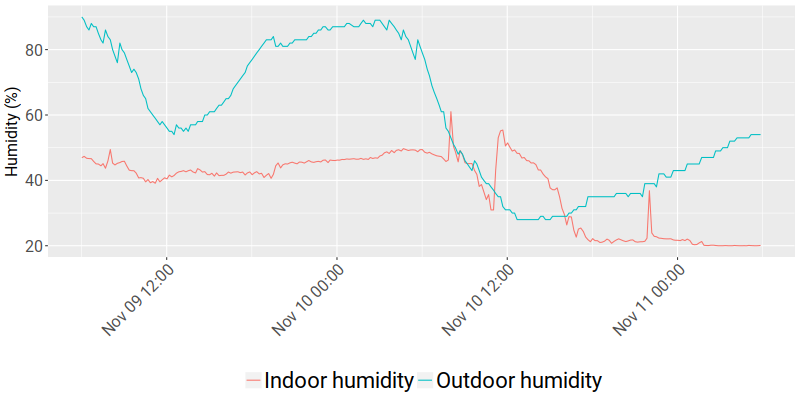 Humidity (%)
80
60
40
20
Nov 09 12:00
Nov 10 00:00
Nov 10 12:00
Nov 11 00:00
Indoor humidity
Outdoor humidity